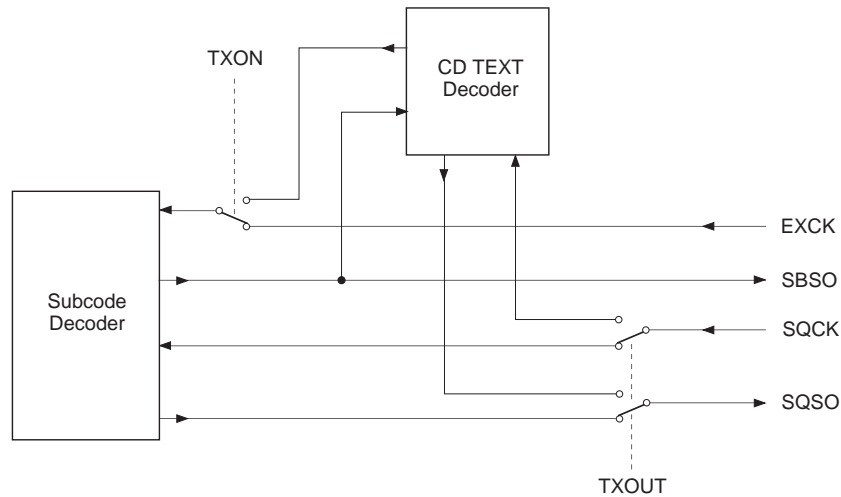 TXON
CD TEXT
Decoder
EXCK
SBSO
Subcode
Decoder
SQCK
SQSO
TXOUT